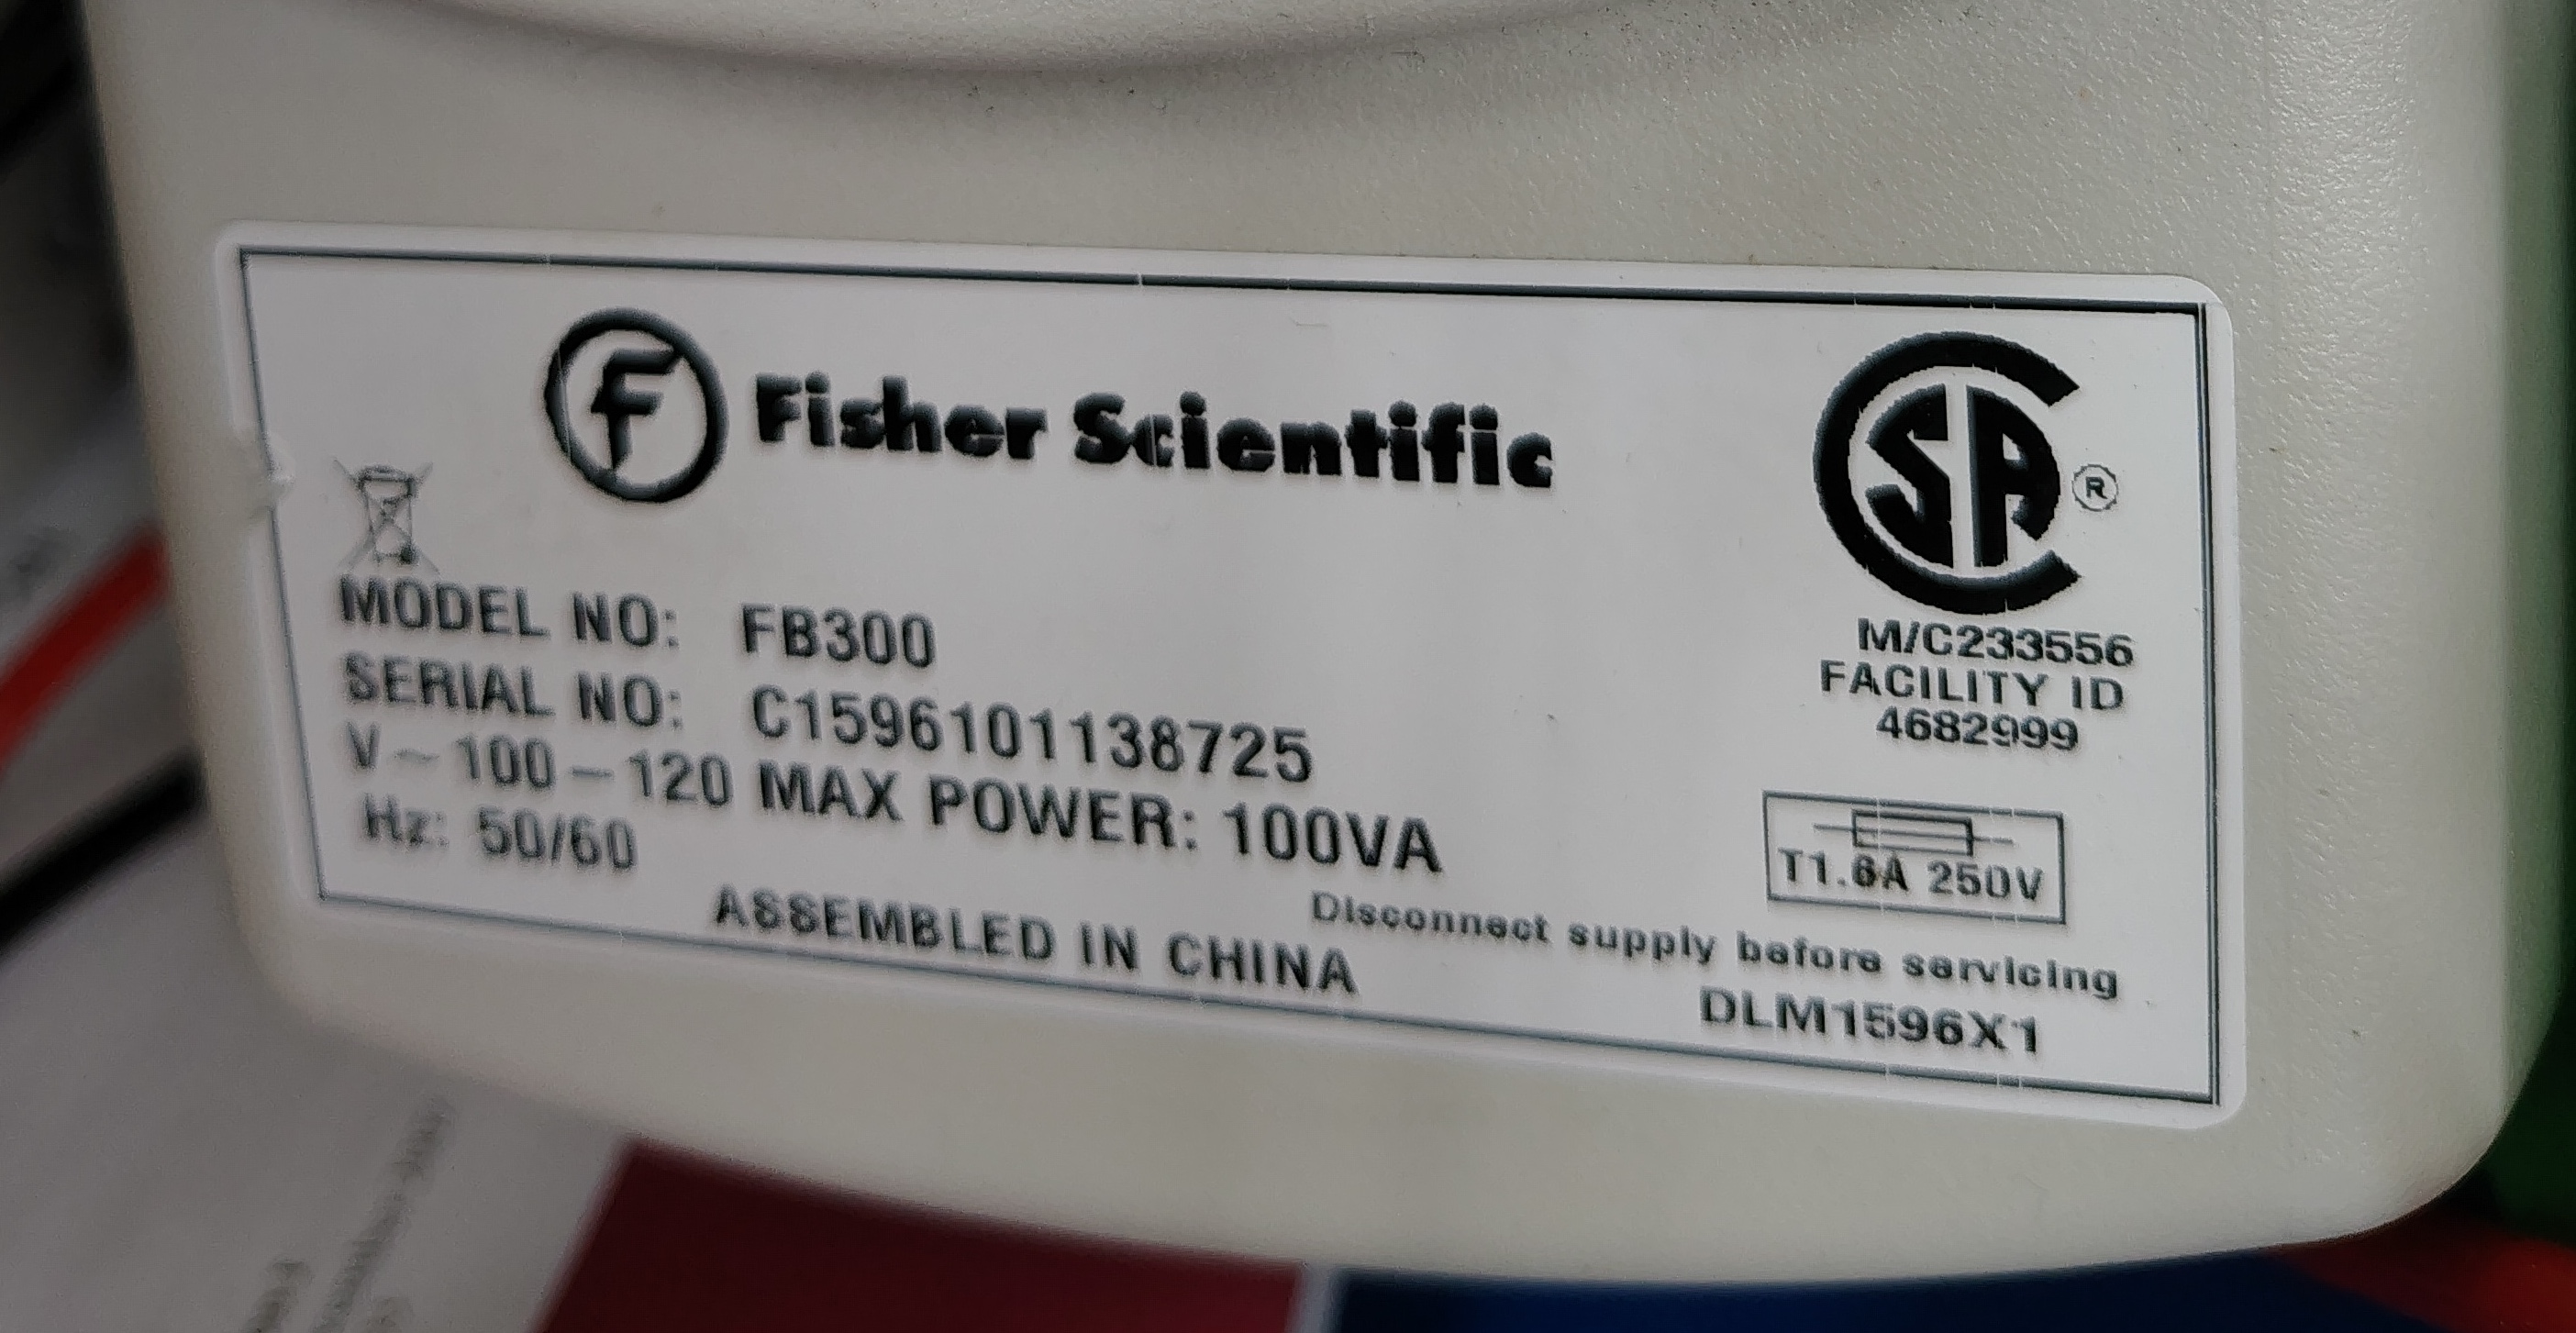 F Fisher Scientific
CSA ®
M/C233556
FACILITY ID
4682999
MODEL NO: FB300
SERIAL NO: C1596101138725
V~100-120 MAX POWER: 100VA
Hz: 50/60
T1.6A 250V
Disconnect supply before servicing
ASSEMBLED IN CHINA
DLM1596X1